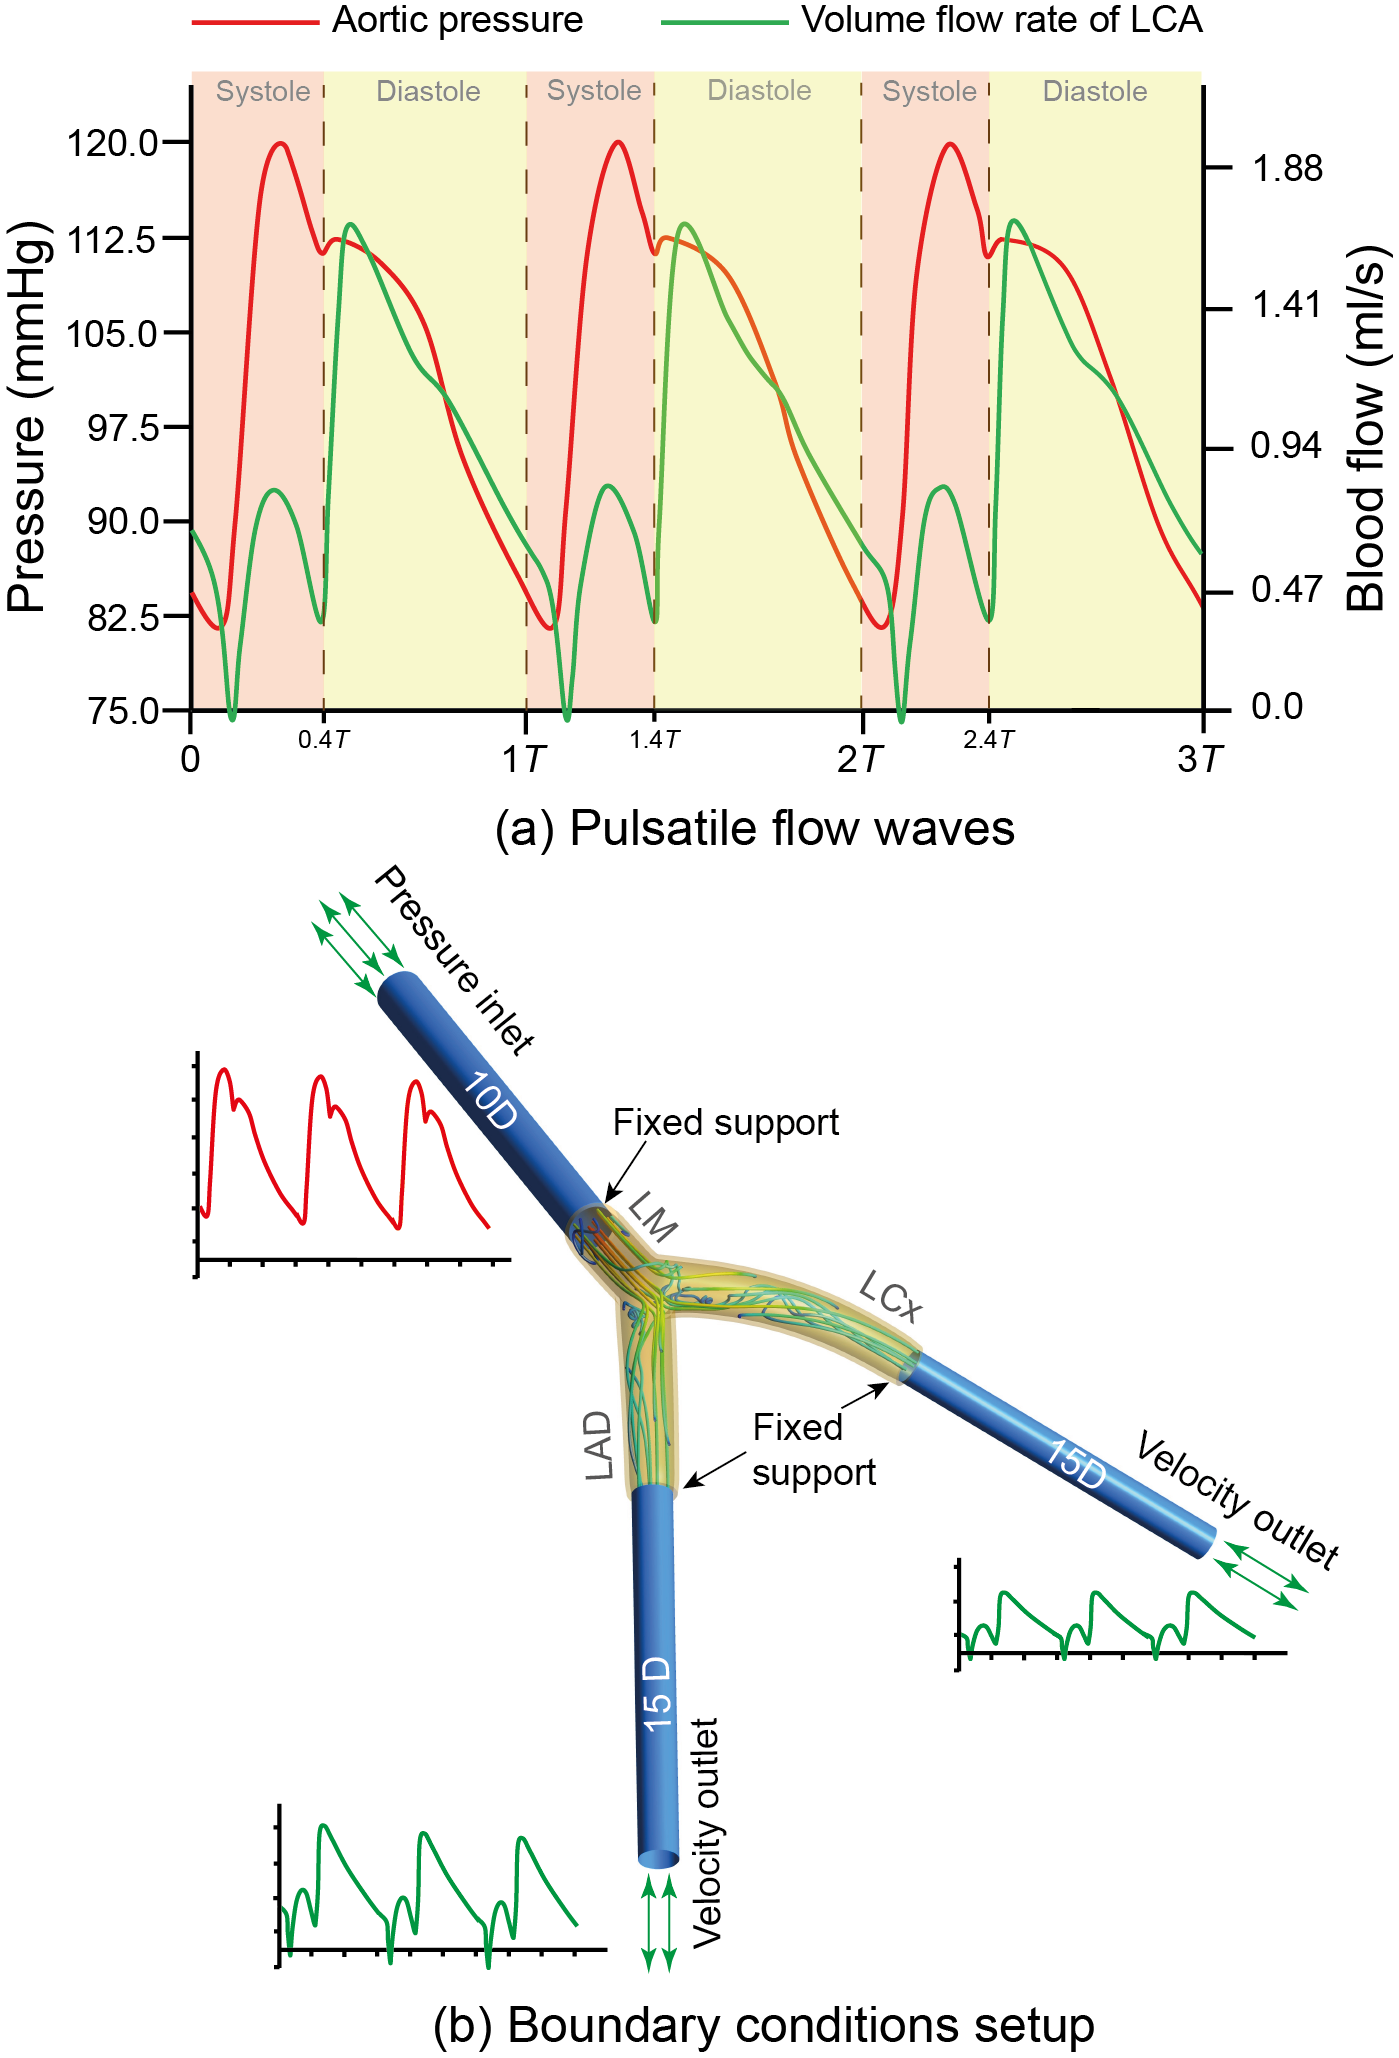 Aortic pressure
Volume flow rate of LCA
Systole
Diastole
Systole
Diastole
Systole
Diastole
Pressure (mmHg)
120.0
112.5
105.0
97.5
90.0
82.5
75.0
1.88
1.41
0.94
0.47
0.0
Blood flow (ml/s)
0
0.4T
1T
1.4T
2T
2.4T
3T
(a) Pulsatile flow waves
Pressure inlet
10D
Fixed support
LM
LCx
LAD
Fixed
support
15D
Velocity outlet
15 D
Velocity outlet
(b) Boundary conditions setup